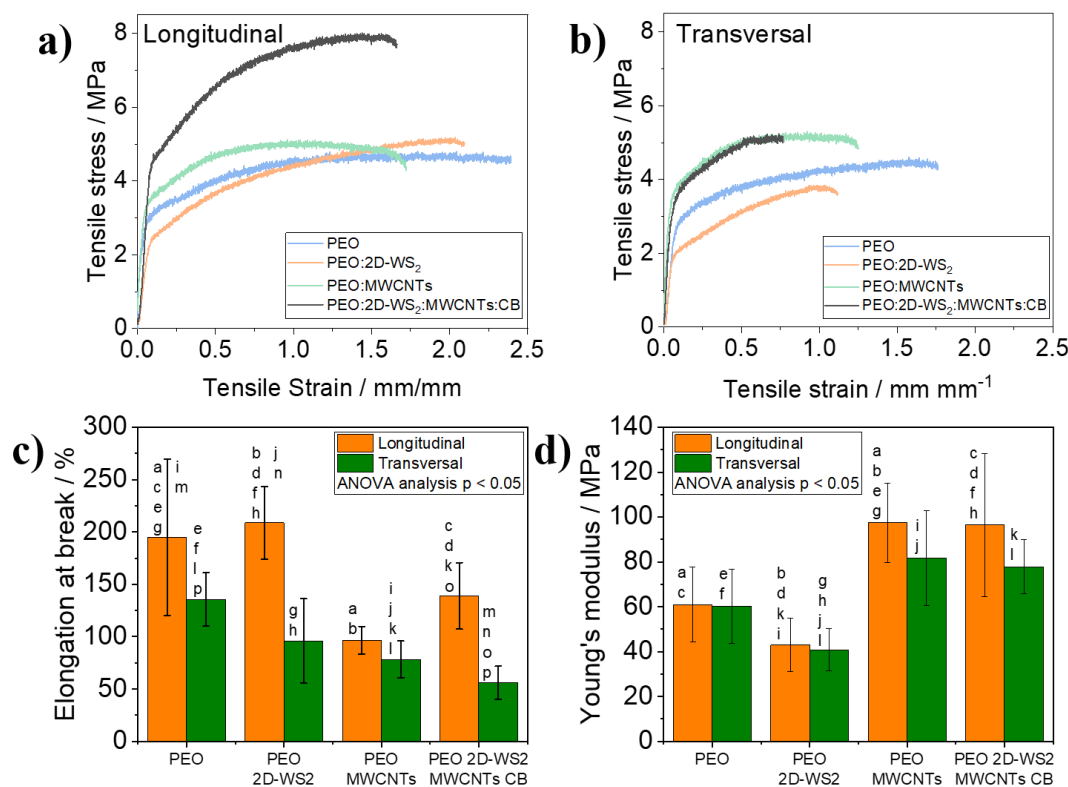 a)
Longitudinal
Tensile stress / MPa
8
6
4
2
0
PEO
PEO:2D-WS₂
PEO:MWCNTs
PEO:2D-WS₂:MWCNTs:CB
0.0 0.5 1.0 1.5 2.0 2.5
Tensile Strain / mm/mm
b)
Transversal
Tensile stress / MPa
8
6
4
2
0
PEO
PEO:2D-WS₂
PEO:MWCNTs
PEO:2D-WS₂:MWCNTs:CB
0.0 0.5 1.0 1.5 2.0 2.5
Tensile strain / mm mm⁻¹
c)
Elongation at break / %
300
250
200
150
100
50
0
Longitudinal
Transversal
ANOVA analysis p < 0.05
a i
c m
e
g
e
f
l
p
b j
d n
f
h
g
h
a
b
i
j
k
l
c
d
k
o
m
n
o
p
PEO
PEO
2D-WS2
PEO
MWCNTs
PEO 2D-WS2
MWCNTs CB
d)
Young's modulus / MPa
140
120
100
80
60
40
20
0
Longitudinal
Transversal
ANOVA analysis p < 0.05
a
c
e
f
b
d
k
i
g
h
j
l
a
b
e
g
i
j
c
d
f
h
k
l
PEO
PEO
2D-WS2
PEO
MWCNTs
PEO 2D-WS2
MWCNTs CB